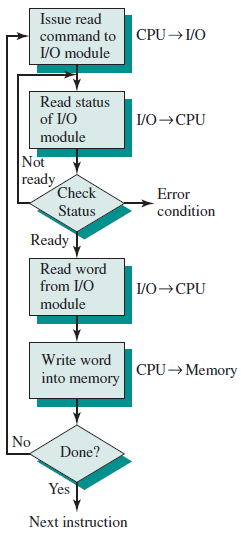 Issue read
command to
I/O module
CPU→I/O
Read status
of I/O
module
I/O→CPU
Not
ready
Check
Status
Error
condition
Ready
Read word
from I/O
module
I/O→CPU
Write word
into memory
CPU→Memory
No
Done?
Yes
Next instruction